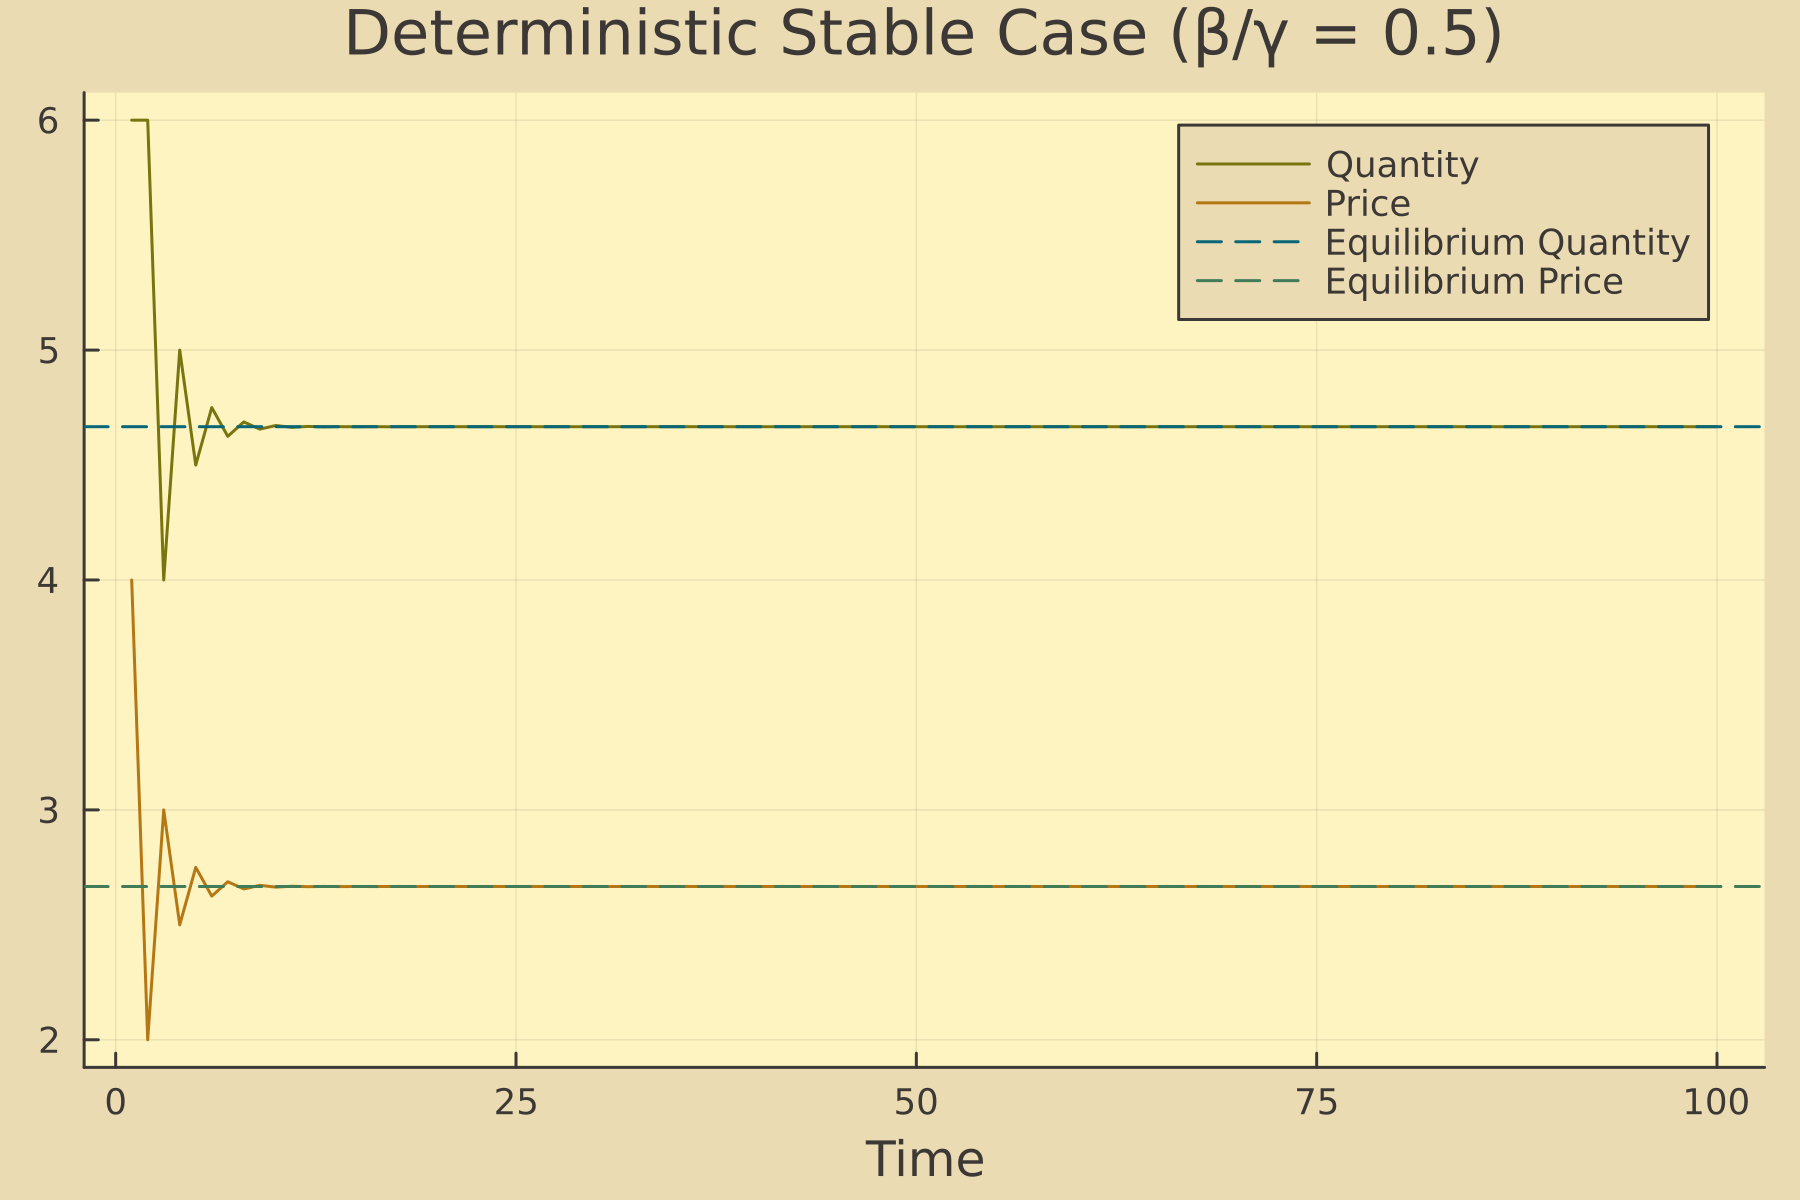 Deterministic Stable Case (β/γ = 0.5)
6
5
4
3
2
Quantity
Price
Equilibrium Quantity
Equilibrium Price
0 25 50 75 100
Time